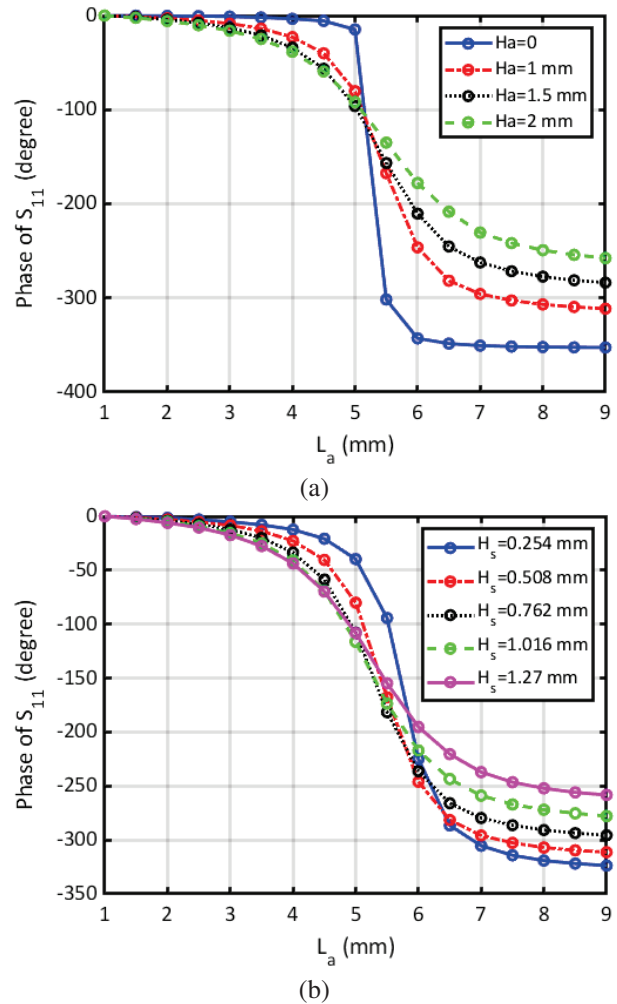 0
-100
-200
-300
-400
Phase of S11 (degree)
Ha=0
Ha=1 mm
Ha=1.5 mm
Ha=2 mm
1 2 3 4 5 6 7 8 9
La (mm)
(a)
0
-50
-100
-150
-200
-250
-300
-350
Phase of S11 (degree)
Hs=0.254 mm
Hs=0.508 mm
Hs=0.762 mm
Hs=1.016 mm
Hs=1.27 mm
1 2 3 4 5 6 7 8 9
La (mm)
(b)